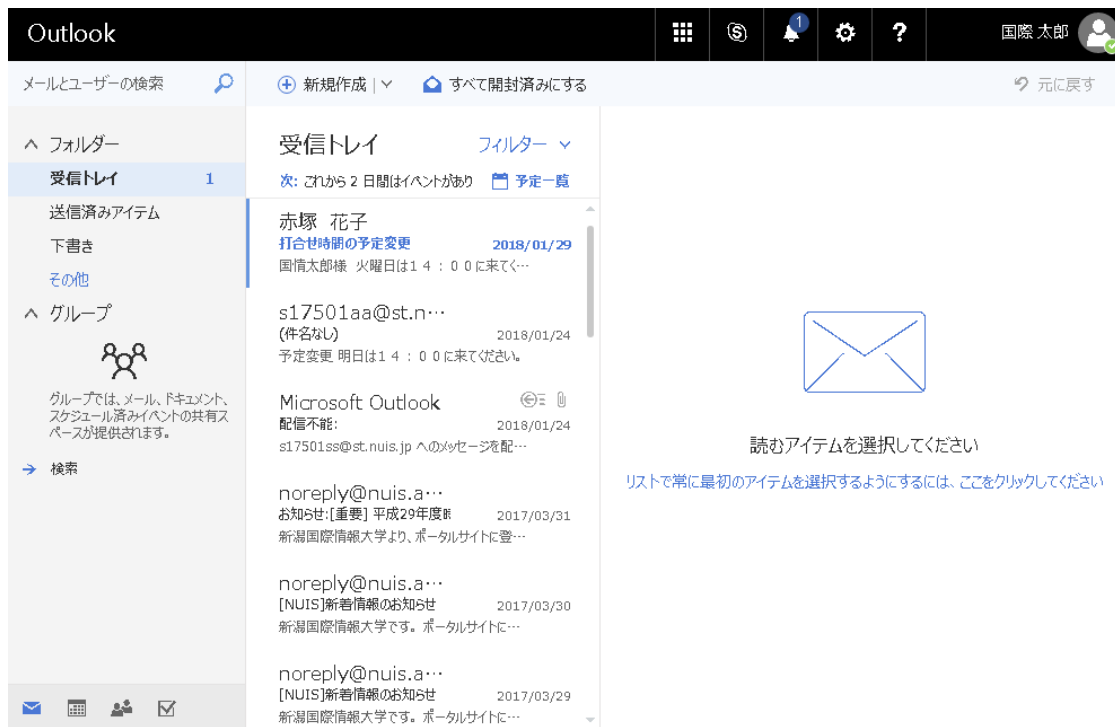 Outlook
1
国際 太郎
メールとユーザーの検索
新規作成
すべて開封済みにする
元に戻す
フォルダー
受信トレイ 1
送信済みアイテム
下書き
その他
グループ
グループでは、メール、ドキュメント、
スケジュール済みイベントの共有ス
ペースが提供されます。
検索
受信トレイ フィルター
次: これから 2 日間はイベントがあり 予定一覧
赤塚 花子
打合せ時間の予定変更 2018/01/29
国情太郎様 火曜日は14:00に来てく…
s17501aa@st.n…
(件名なし) 2018/01/24
予定変更 明日は14:00に来てください。
Microsoft Outlook
配信不能: 2018/01/24
s17501ss@st.nuis.jp へのメッセージを配…
noreply@nuis.a…
お知らせ:[重要] 平成29年度 2017/03/31
新潟国際情報大学より、ポータルサイトに登…
noreply@nuis.a…
[NUIS]新着情報のお知らせ 2017/03/30
新潟国際情報大学です。ポータルサイトに…
noreply@nuis.a…
[NUIS]新着情報のお知らせ 2017/03/29
新潟国際情報大学です。ポータルサイトに…
読むアイテムを選択してください
リストで常に最初のアイテムを選択するようにするには、ここをクリックしてください